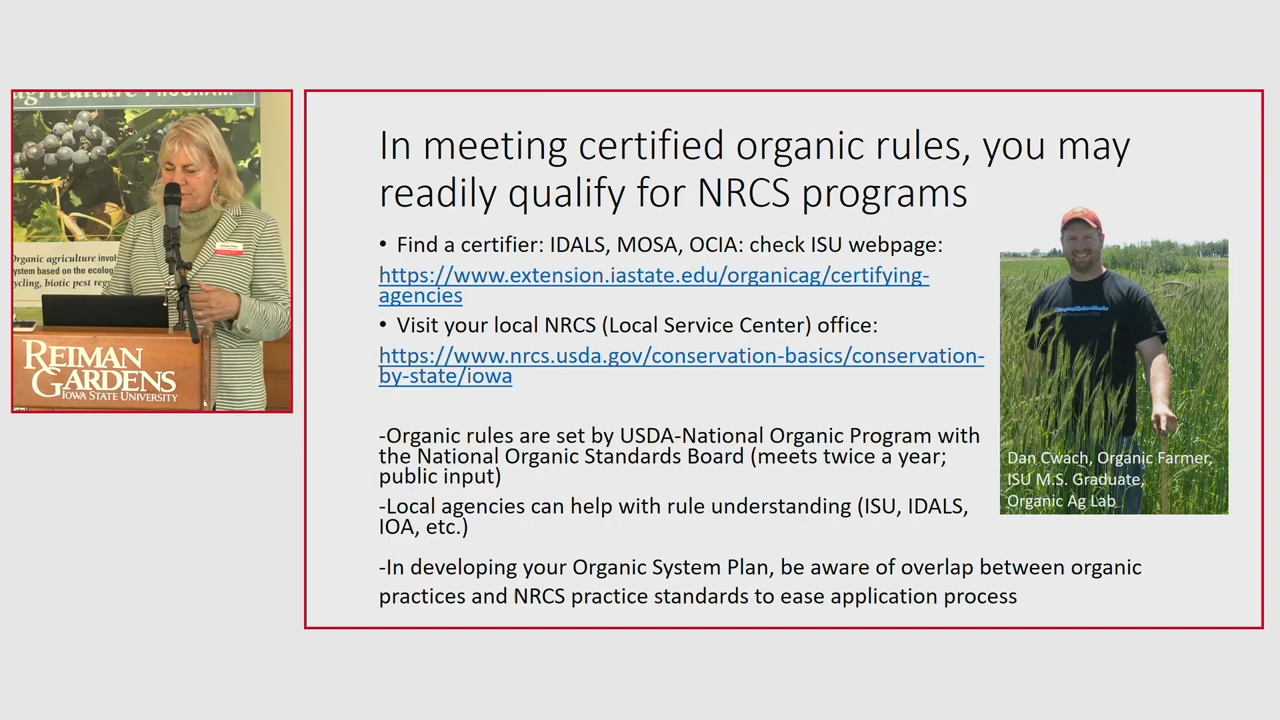 agriculture PROGRAM
Organic agriculture invol
ystem based on the ecolog
cycling, biotic pest reg
REIMAN
GARDENS
IOWA STATE UNIVERSITY
In meeting certified organic rules, you may
readily qualify for NRCS programs
• Find a certifier: IDALS, MOSA, OCIA: check ISU webpage:
https://www.extension.iastate.edu/organicag/certifying-
agencies
• Visit your local NRCS (Local Service Center) office:
https://www.nrcs.usda.gov/conservation-basics/conservation-
by-state/iowa
-Organic rules are set by USDA-National Organic Program with
the National Organic Standards Board (meets twice a year;
public input)
-Local agencies can help with rule understanding (ISU, IDALS,
IOA, etc.)
-In developing your Organic System Plan, be aware of overlap between organic
practices and NRCS practice standards to ease application process
Dan Cwach, Organic Farmer,
ISU M.S. Graduate,
Organic Ag Lab